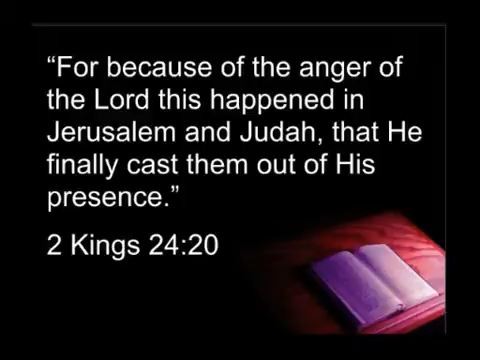 “For because of the anger of
the Lord this happened in
Jerusalem and Judah, that He
finally cast them out of His
presence.”
2 Kings 24:20